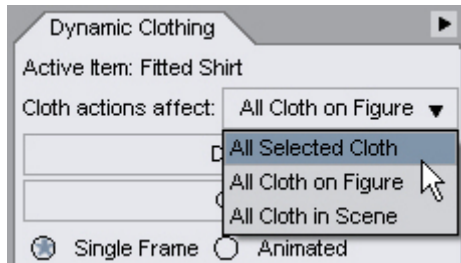 Dynamic Clothing
Active Item: Fitted Shirt
Cloth actions affect: All Cloth on Figure
All Selected Cloth
All Cloth on Figure
All Cloth in Scene
Single Frame Animated